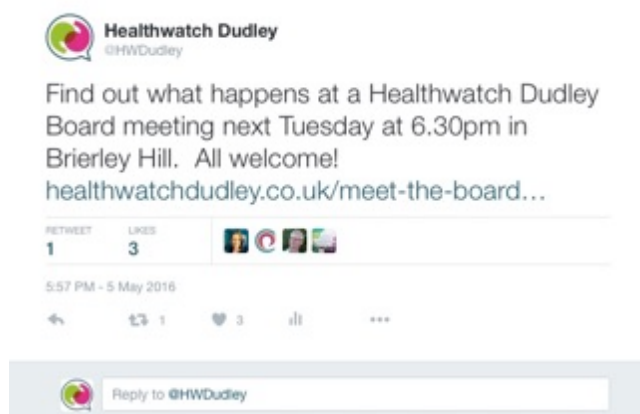 Healthwatch Dudley
@HWDudley
Find out what happens at a Healthwatch Dudley
Board meeting next Tuesday at 6.30pm in
Brierley Hill.  All welcome!
healthwatchdudley.co.uk/meet-the-board...
RETWEET LIKES
1 3
5:57 PM - 5 May 2016
1 3
Reply to @HWDudley